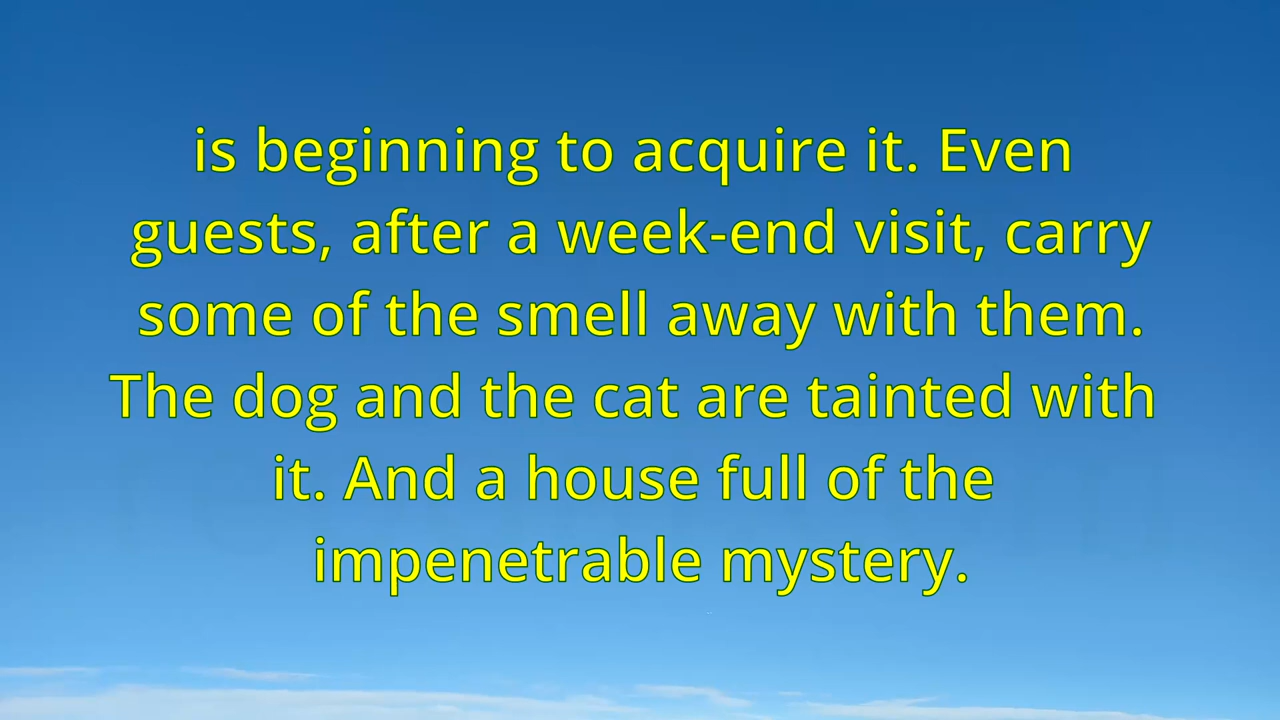 is beginning to acquire it. Even
guests, after a week-end visit, carry
some of the smell away with them.
The dog and the cat are tainted with
it. And a house full of the
impenetrable mystery.